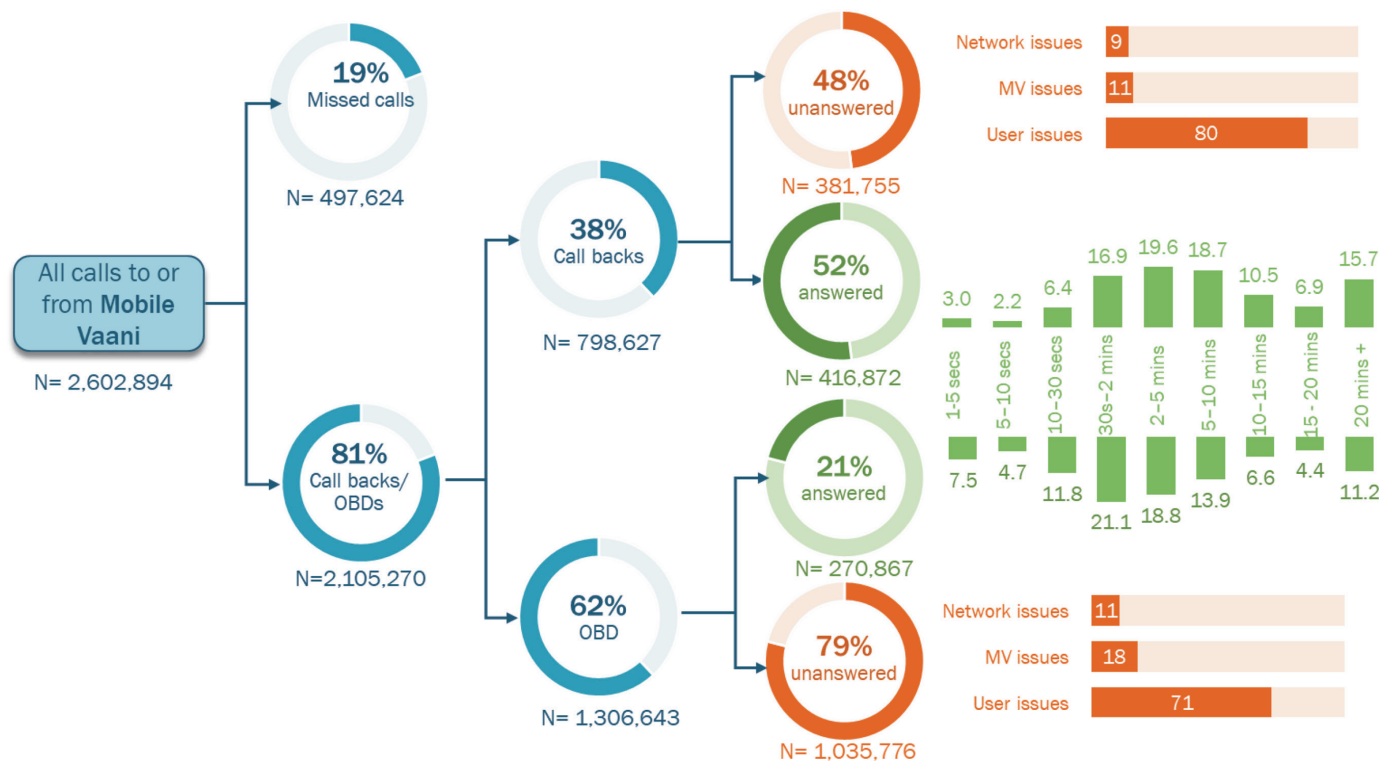 All calls to or
from Mobile
Vaani
N= 2,602,894
19%
Missed calls
N= 497,624
81%
Call backs/
OBDs
N=2,105,270
38%
Call backs
N= 798,627
62%
OBD
N= 1,306,643
48%
unanswered
N= 381,755
52%
answered
N= 416,872
21%
answered
N= 270,867
79%
unanswered
N= 1,035,776
Network issues 9
MV issues 11
User issues 80
3.0 2.2 6.4 16.9 19.6 18.7 10.5 6.9 15.7
1-5 secs
5–10 secs
10–30 secs
30s–2 mins
2–5 mins
5–10 mins
10–15 mins
15 - 20 mins
20 mins +
7.5 4.7 11.8 21.1 18.8 13.9 6.6 4.4 11.2
Network issues 11
MV issues 18
User issues 71